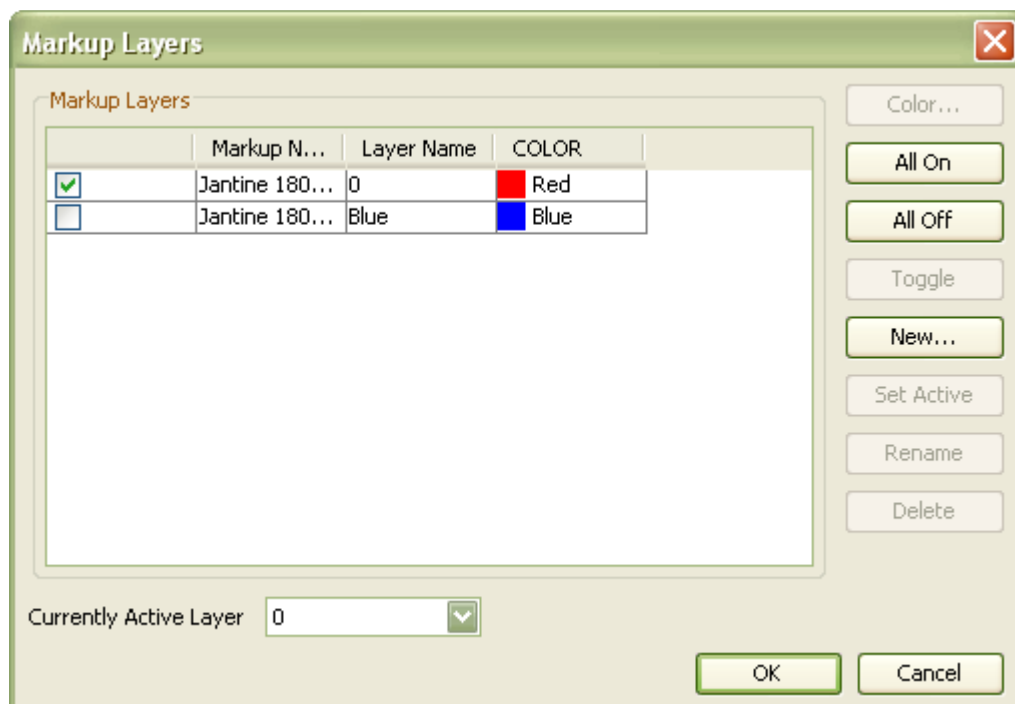 Markup Layers
Markup Layers
Markup N... Layer Name COLOR
Jantine 180... 0 Red
Jantine 180... Blue Blue
Color...
All On
All Off
Toggle
New...
Set Active
Rename
Delete
Currently Active Layer 0
OK Cancel